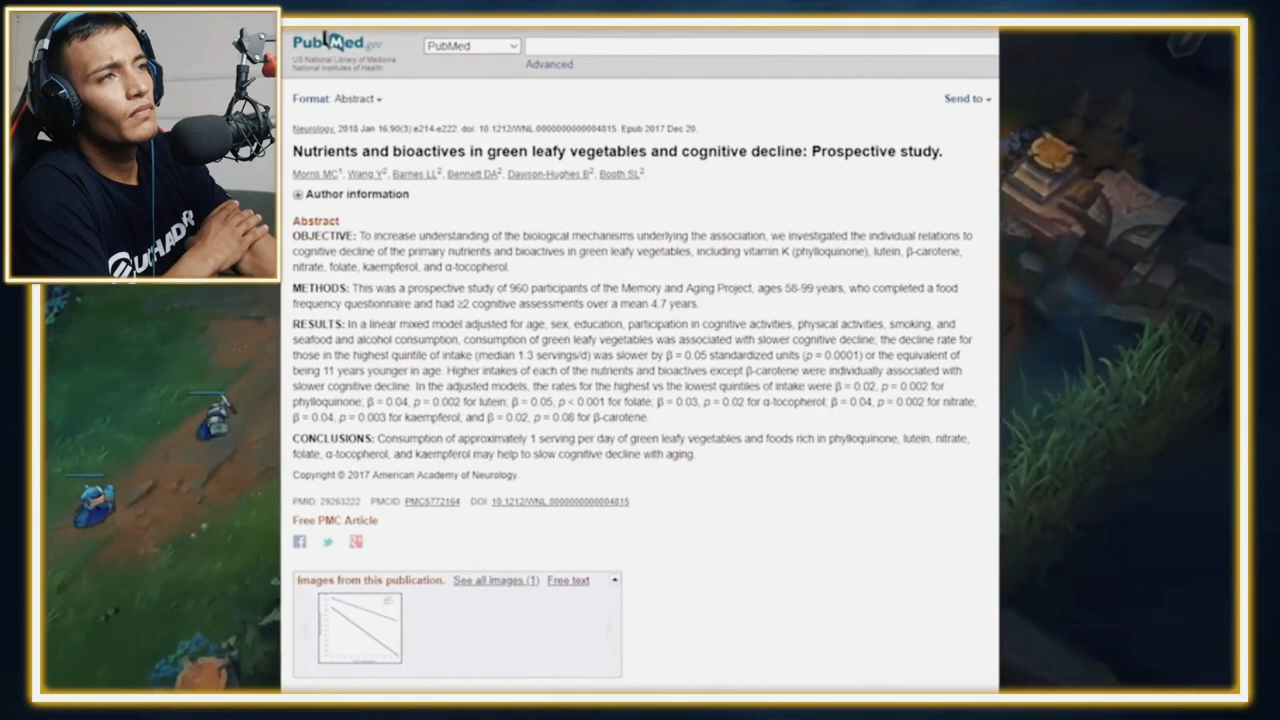 PubMed.gov
US National Library of Medicine
National Institutes of Health
PubMed
Advanced
Format: Abstract
Send to
Neurology, 2018 Jan 16;90(3):e214-e222. doi: 10.1212/WNL.0000000000004815. Epub 2017 Dec 20.
Nutrients and bioactives in green leafy vegetables and cognitive decline: Prospective study.
Morris MC1, Wang Y2, Barnes LL2, Bennett DA2, Dawson-Hughes B2, Booth SL2.
Author information
Abstract
OBJECTIVE: To increase understanding of the biological mechanisms underlying the association, we investigated the individual relations to
cognitive decline of the primary nutrients and bioactives in green leafy vegetables, including vitamin K (phylloquinone), lutein, β-carotene,
nitrate, folate, kaempferol, and α-tocopherol.
METHODS: This was a prospective study of 960 participants of the Memory and Aging Project, ages 58-99 years, who completed a food
frequency questionnaire and had ≥2 cognitive assessments over a mean 4.7 years.
RESULTS: In a linear mixed model adjusted for age, sex, education, participation in cognitive activities, physical activities, smoking, and
seafood and alcohol consumption, consumption of green leafy vegetables was associated with slower cognitive decline; the decline rate for
those in the highest quintile of intake (median 1.3 servings/d) was slower by β = 0.05 standardized units (p = 0.0001) or the equivalent of
being 11 years younger in age. Higher intakes of each of the nutrients and bioactives except β-carotene were individually associated with
slower cognitive decline. In the adjusted models, the rates for the highest vs the lowest quintiles of intake were β = 0.02, p = 0.002 for
phylloquinone; β = 0.04, p = 0.002 for lutein; β = 0.05, p < 0.001 for folate; β = 0.03, p = 0.02 for α-tocopherol; β = 0.04, p = 0.002 for nitrate;
β = 0.04, p = 0.003 for kaempferol; and β = 0.02, p = 0.08 for β-carotene.
CONCLUSIONS: Consumption of approximately 1 serving per day of green leafy vegetables and foods rich in phylloquinone, lutein, nitrate,
folate, α-tocopherol, and kaempferol may help to slow cognitive decline with aging.
Copyright © 2017 American Academy of Neurology.
PMID: 29263222 PMCID: PMC5772164 DOI: 10.1212/WNL.0000000000004815
Free PMC Article
Images from this publication. See all images (1) Free text